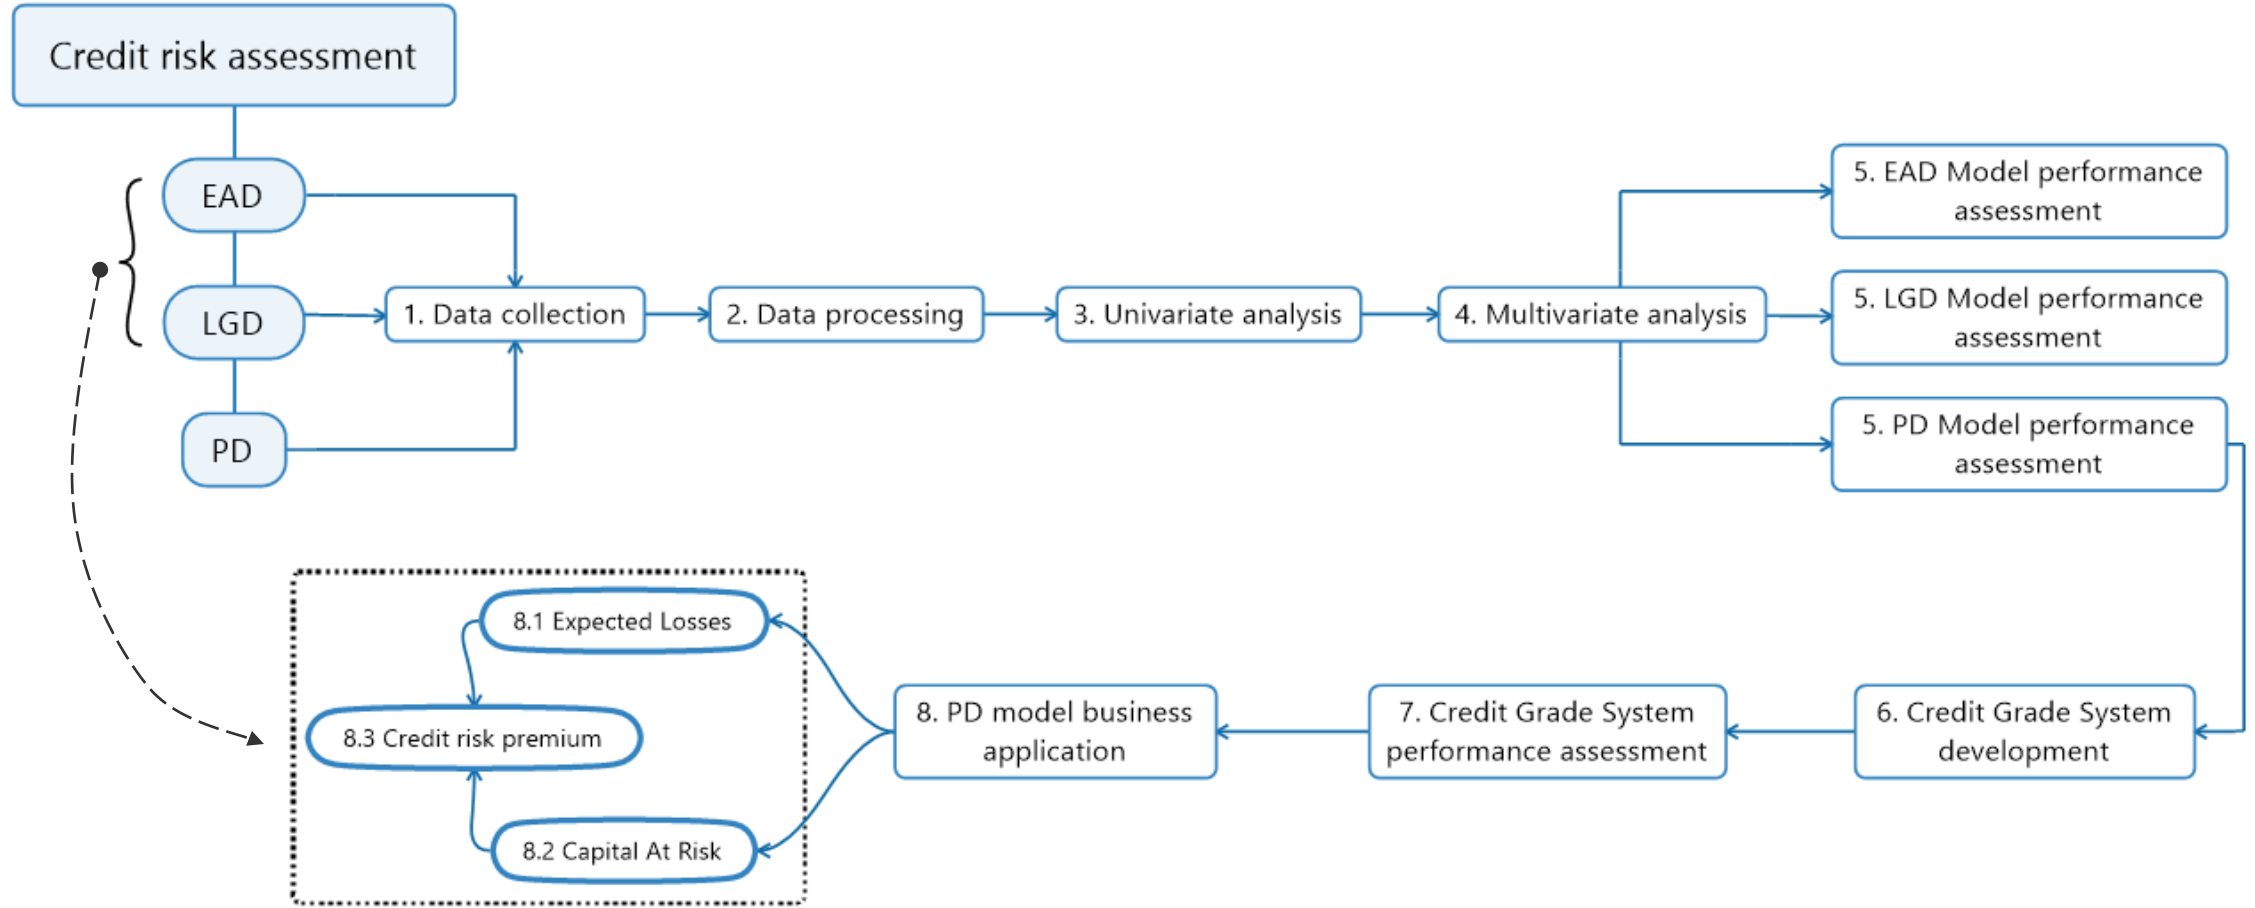 Credit risk assessment
EAD
LGD
PD
1. Data collection
2. Data processing
3. Univariate analysis
4. Multivariate analysis
5. EAD Model performance
assessment
5. LGD Model performance
assessment
5. PD Model performance
assessment
6. Credit Grade System
development
7. Credit Grade System
performance assessment
8. PD model business
application
8.1 Expected Losses
8.2 Capital At Risk
8.3 Credit risk premium